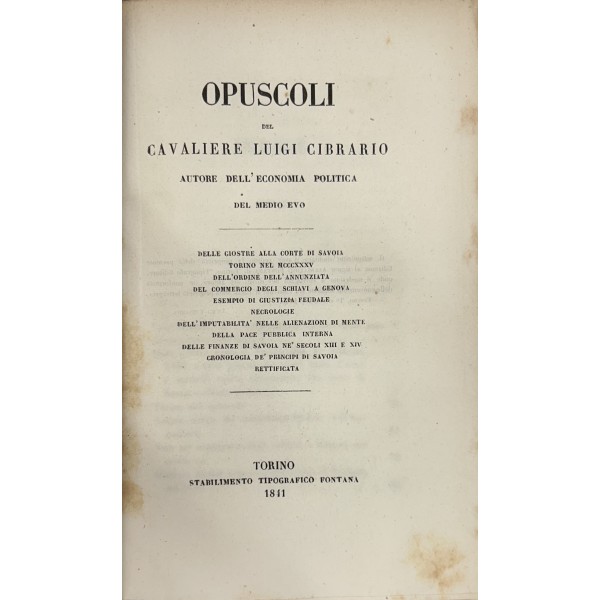 OPUSCOLI
DEL
CAVALIERE LUIGI CIBRARIO
AUTORE DELL'ECONOMIA POLITICA
DEL MEDIO EVO
DELLE GIOSTRE ALLA CORTE DI SAVOIA
TORINO NEL MCCCXXXV
DELL'ORDINE DELL'ANNUNZIATA
DEL COMMERCIO DEGLI SCHIAVI A GENOVA
ESEMPIO DI GIUSTIZIA FEUDALE
NECROLOGIE
DELL'IMPUTABILITA' NELLE ALIENAZIONI DI MENTE
DELLA PACE PUBBLICA INTERNA
DELLE FINANZE DI SAVOIA NE' SECOLI XIII E XIV
CRONOLOGIA DE' PRINCIPI DI SAVOIA
RETTIFICATA
TORINO
STABILIMENTO TIPOGRAFICO FONTANA
1841